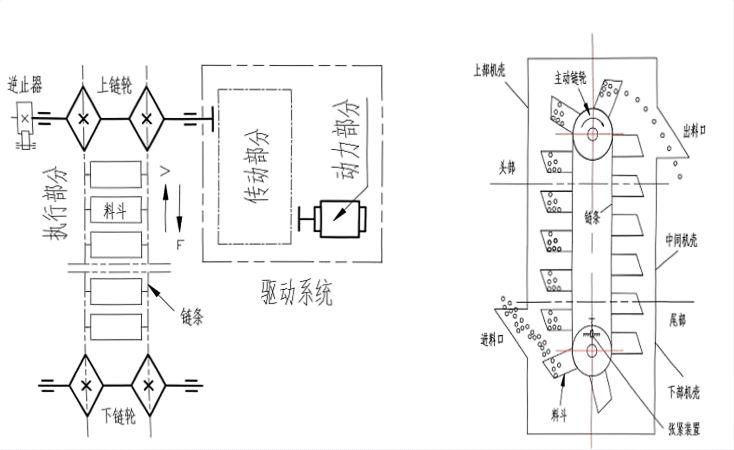 逆止器
上链轮
执行部分
料斗
V
F
链条
下链轮
传动部分
动力部分
驱动系统
上部机壳
主动链轮
出料口
头部
链条
中间机壳
进料口
尾部
下部机壳
料斗
张紧装置